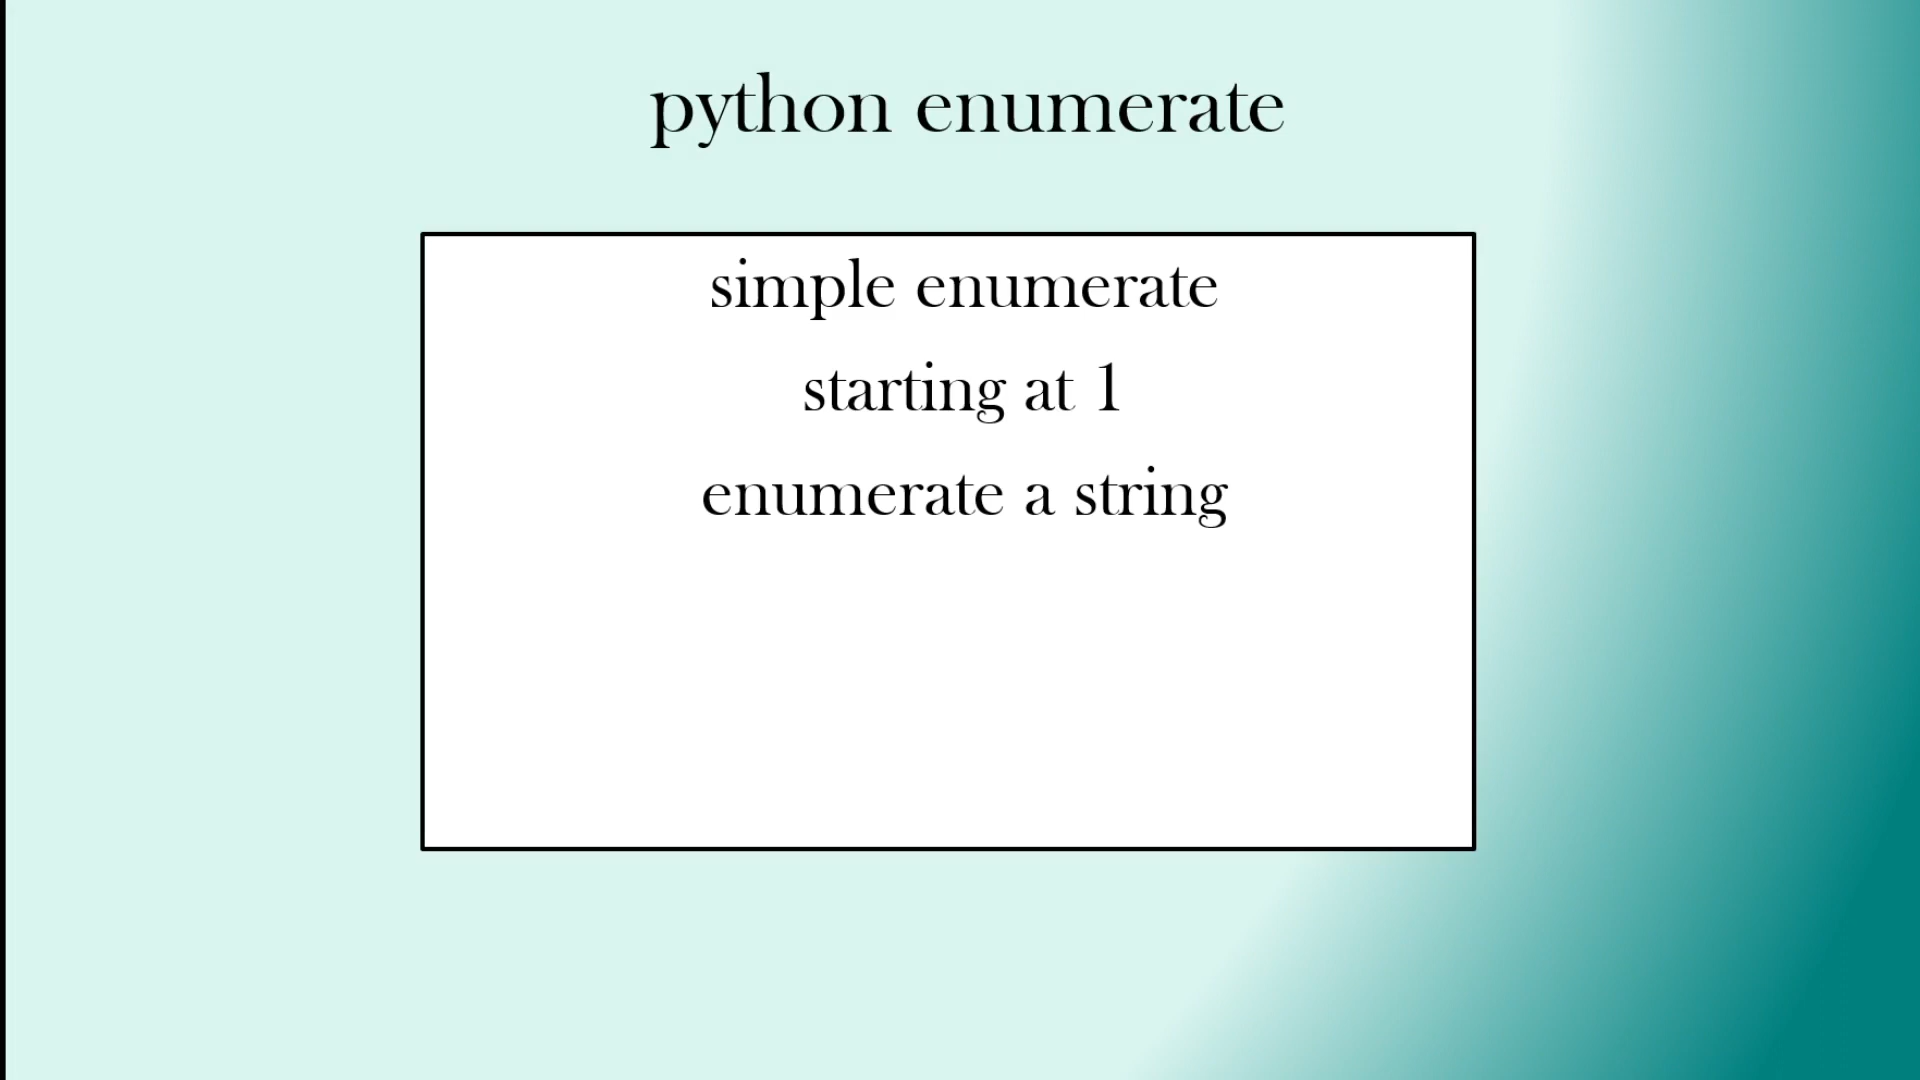 python enumerate
simple enumerate
starting at 1
enumerate a string